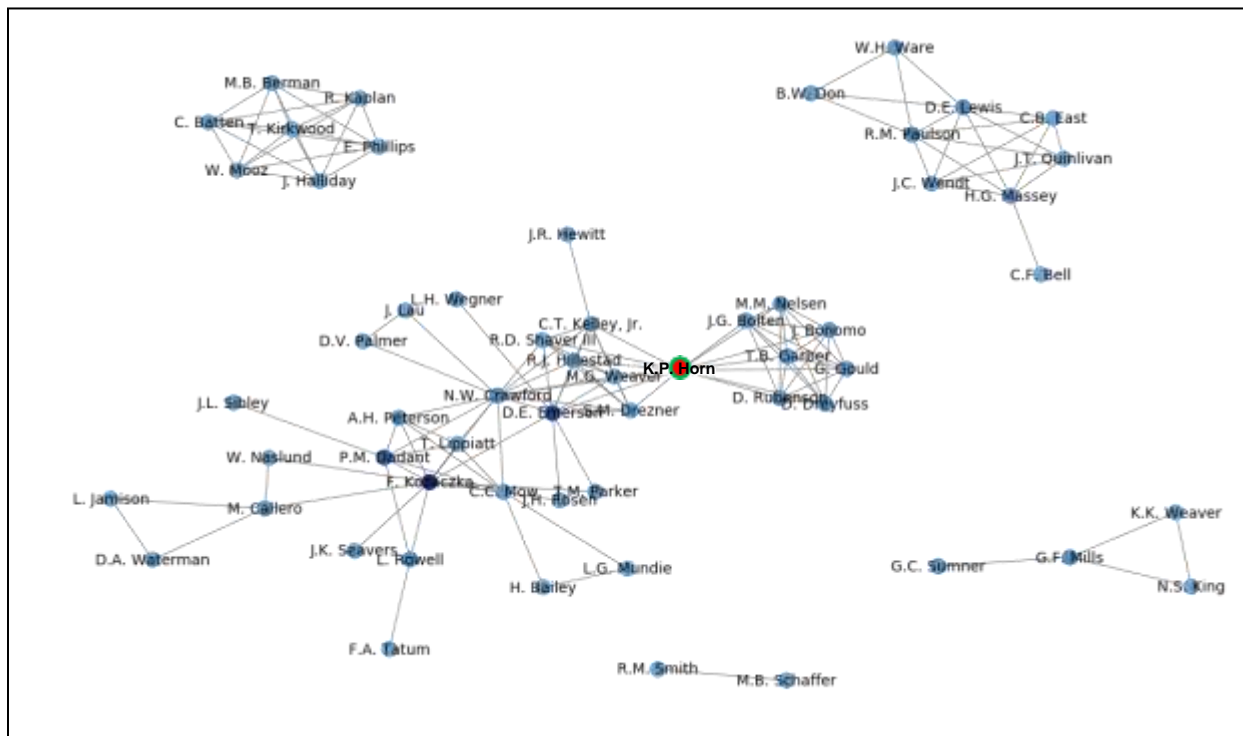 W.H. Ware
M.B. Berman
R. Kaplan
B.W. Don
D.E. Lewis
C.B. East
C. Batten
T. Kirkwood
R.M. Paulson
E. Phillips
J.T. Quinlivan
W. Mooz
J. Halliday
J.C. Wendt
H.G. Massey
J.R. Hewitt
C.F. Bell
L.H. Wegner
M.M. Nelsen
J. Lau
J.G. Bolten
C.T. Kelley, Jr.
J. Bonomo
D.V. Palmer
R.D. Shaver III
T.B. Garber
R.J. Hillestad
K.P. Horn
G. Gould
M.G. Weaver
N.W. Crawford
D. Rubenson
J.L. Sibley
D. Dreyfuss
D.E. Emerson
S.M. Drezner
A.H. Peterson
T. Lippiatt
W. Naslund
P.M. Dadant
F. Kozaczka
C.C. Mow
T.M. Parker
L. Jamison
J.H. Rosen
M. Callero
K.K. Weaver
J.K. Seavers
D.A. Waterman
L. Rowell
G.F. Mills
G.C. Sumner
L.G. Mundie
H. Bailey
N.S. King
F.A. Tatum
R.M. Smith
M.B. Schaffer